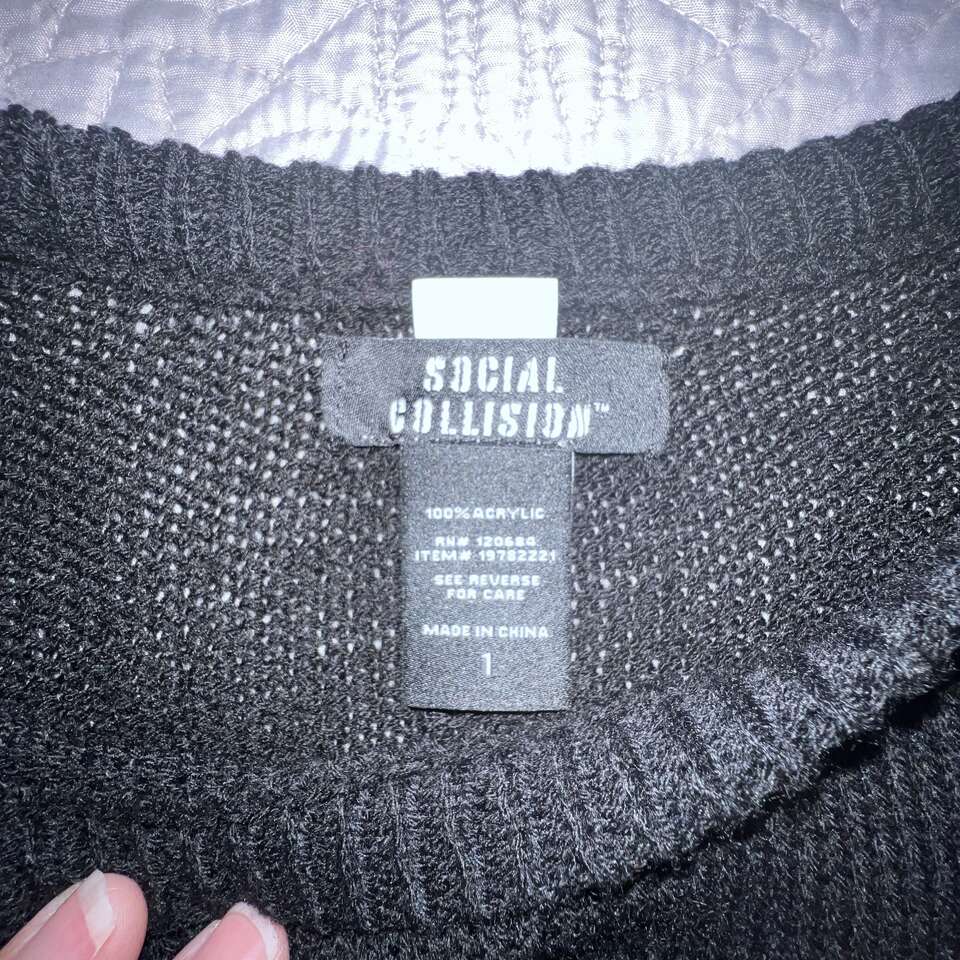 SOCIAL
COLLISION™
100% ACRYLIC
RN# 120684
ITEM# 19782221
SEE REVERSE
FOR CARE
MADE IN CHINA
1